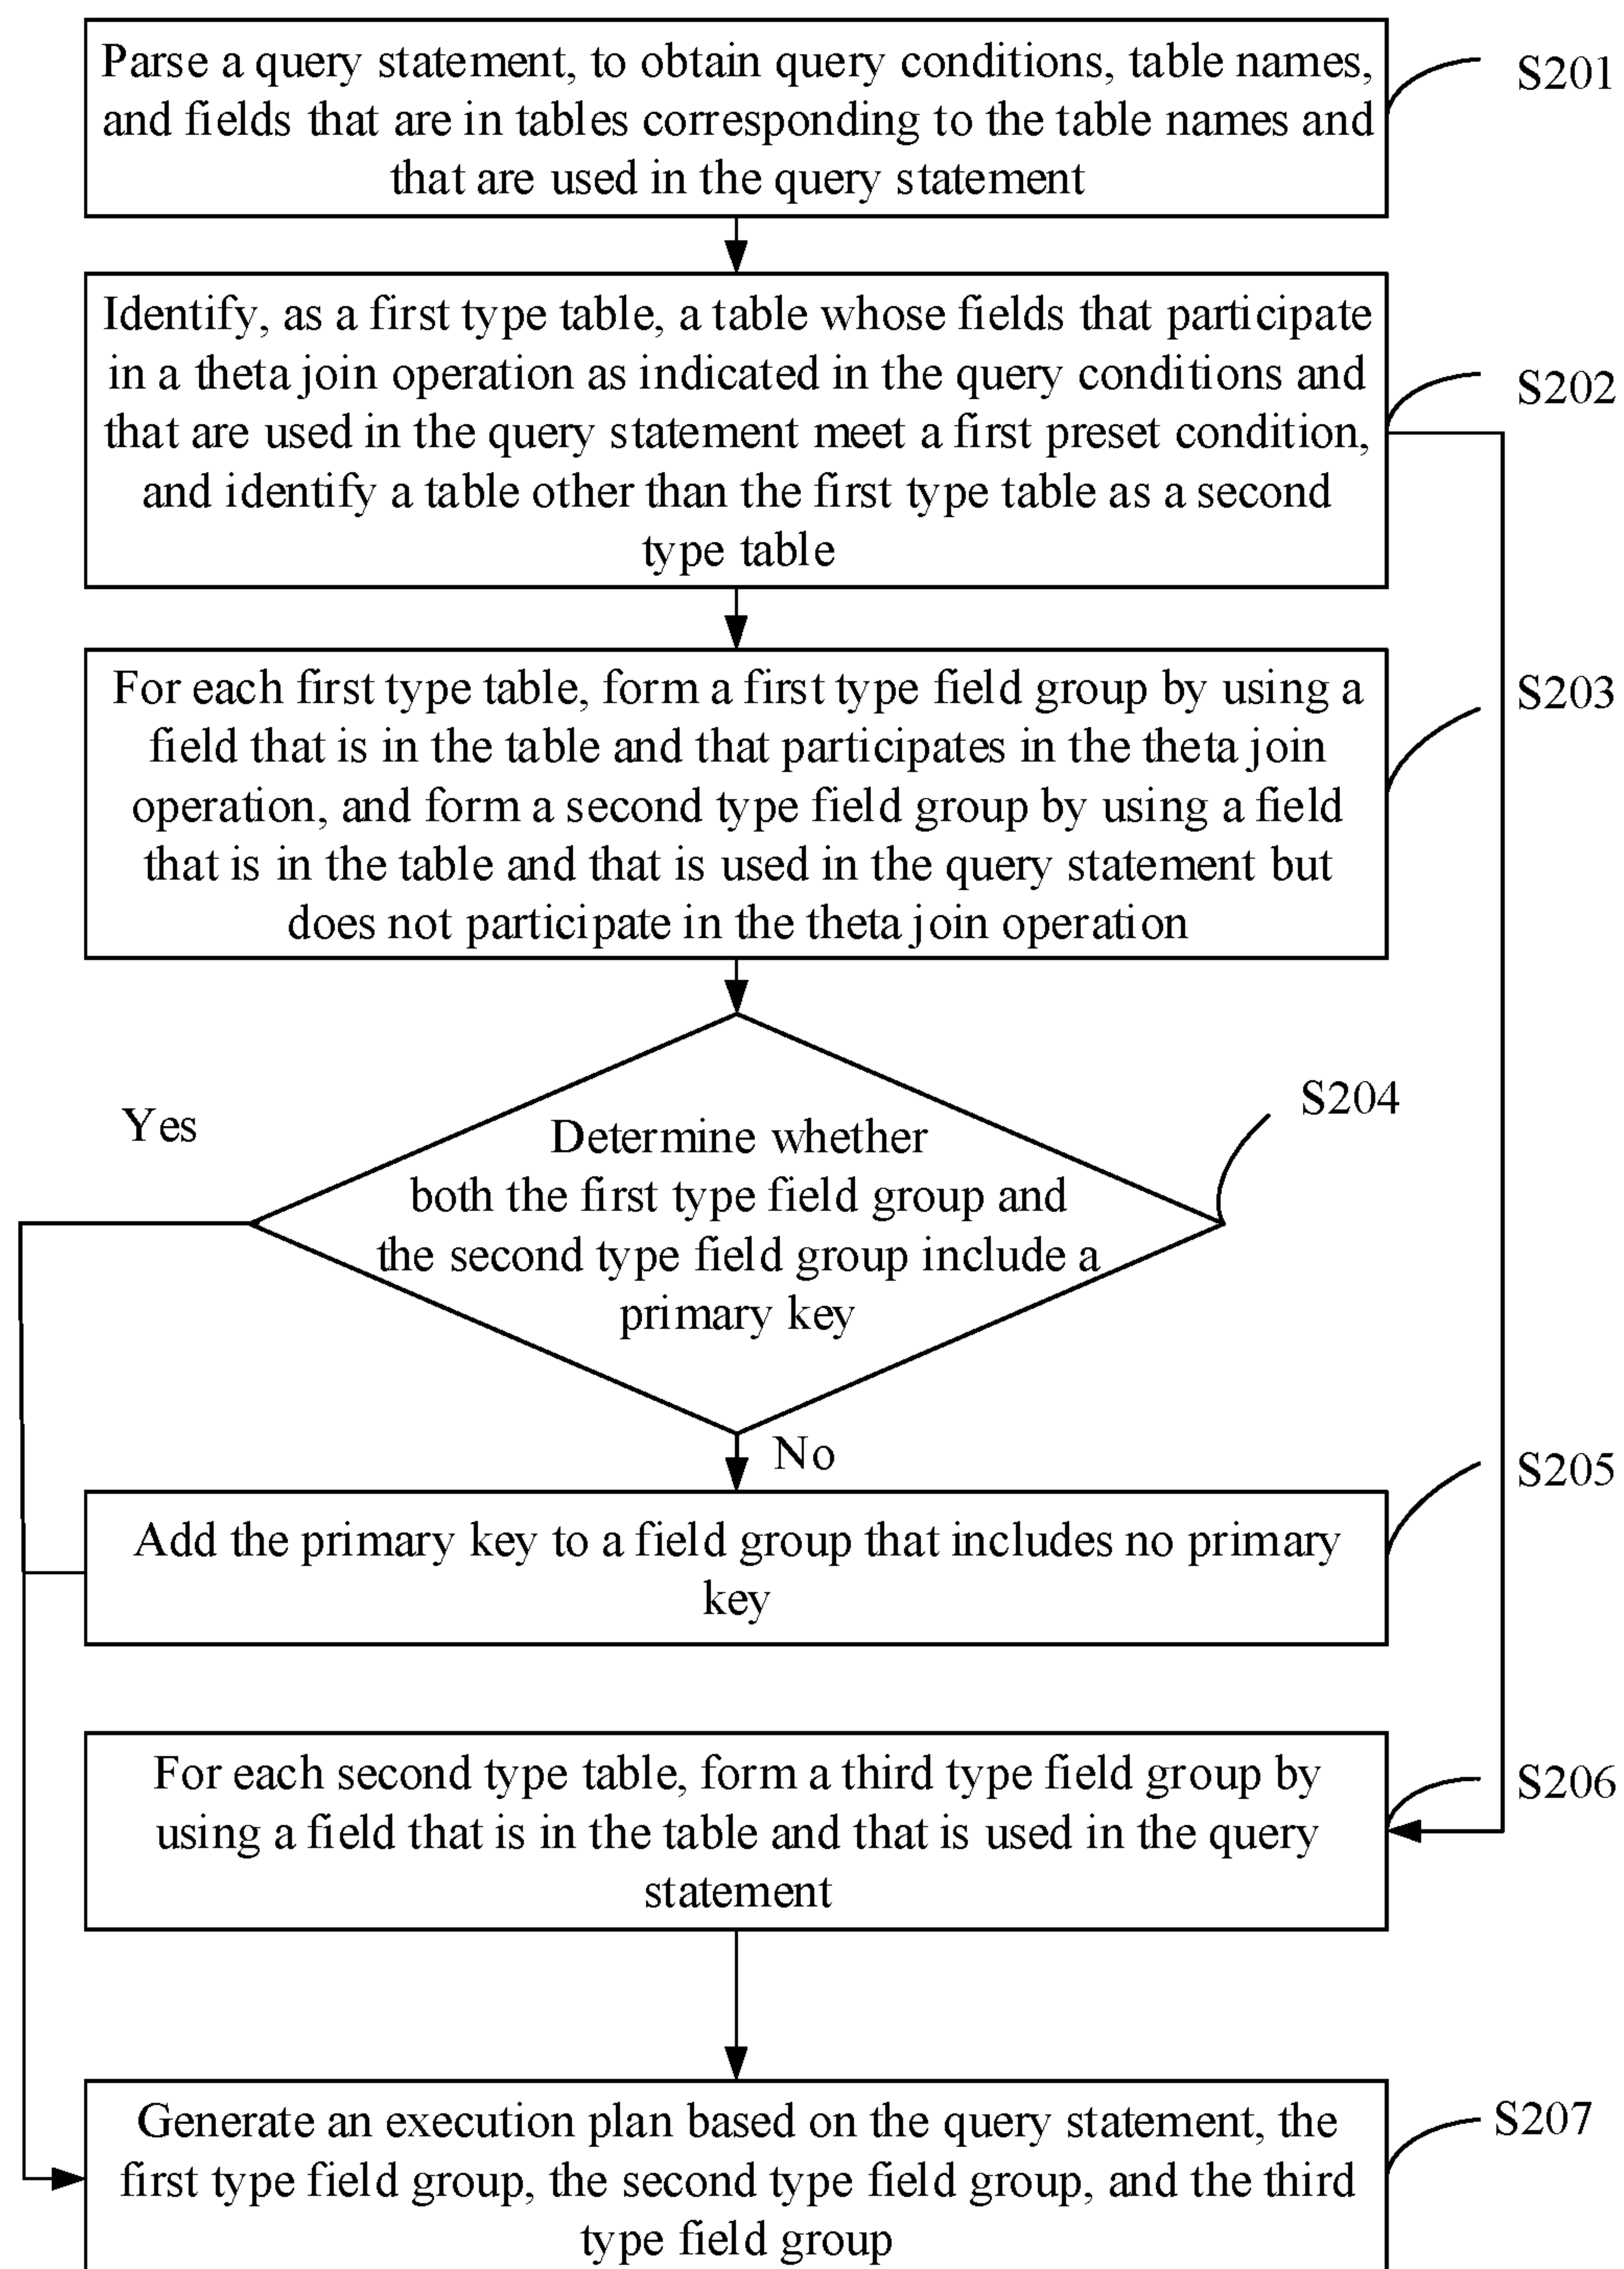 Parse a query statement, to obtain query conditions, table names,
and fields that are in tables corresponding to the table names and
that are used in the query statement
S201
Identify, as a first type table, a table whose fields that participate
in a theta join operation as indicated in the query conditions and
that are used in the query statement meet a first preset condition,
and identify a table other than the first type table as a second
type table
S202
For each first type table, form a first type field group by using a
field that is in the table and that participates in the theta join
operation, and form a second type field group by using a field
that is in the table and that is used in the query statement but
does not participate in the theta join operation
S203
Yes
Determine whether
both the first type field group and
the second type field group include a
primary key
S204
No
Add the primary key to a field group that includes no primary
key
S205
For each second type table, form a third type field group by
using a field that is in the table and that is used in the query
statement
S206
Generate an execution plan based on the query statement, the
first type field group, the second type field group, and the third
type field group
S207